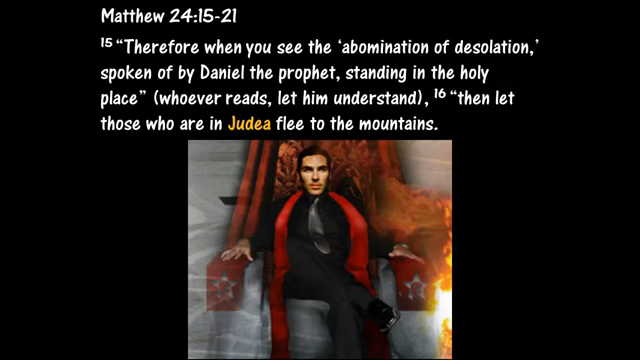 Matthew 24:15-21
15 “Therefore when you see the ‘abomination of desolation,’
spoken of by Daniel the prophet, standing in the holy
place” (whoever reads, let him understand), 16 “then let
those who are in Judea flee to the mountains.